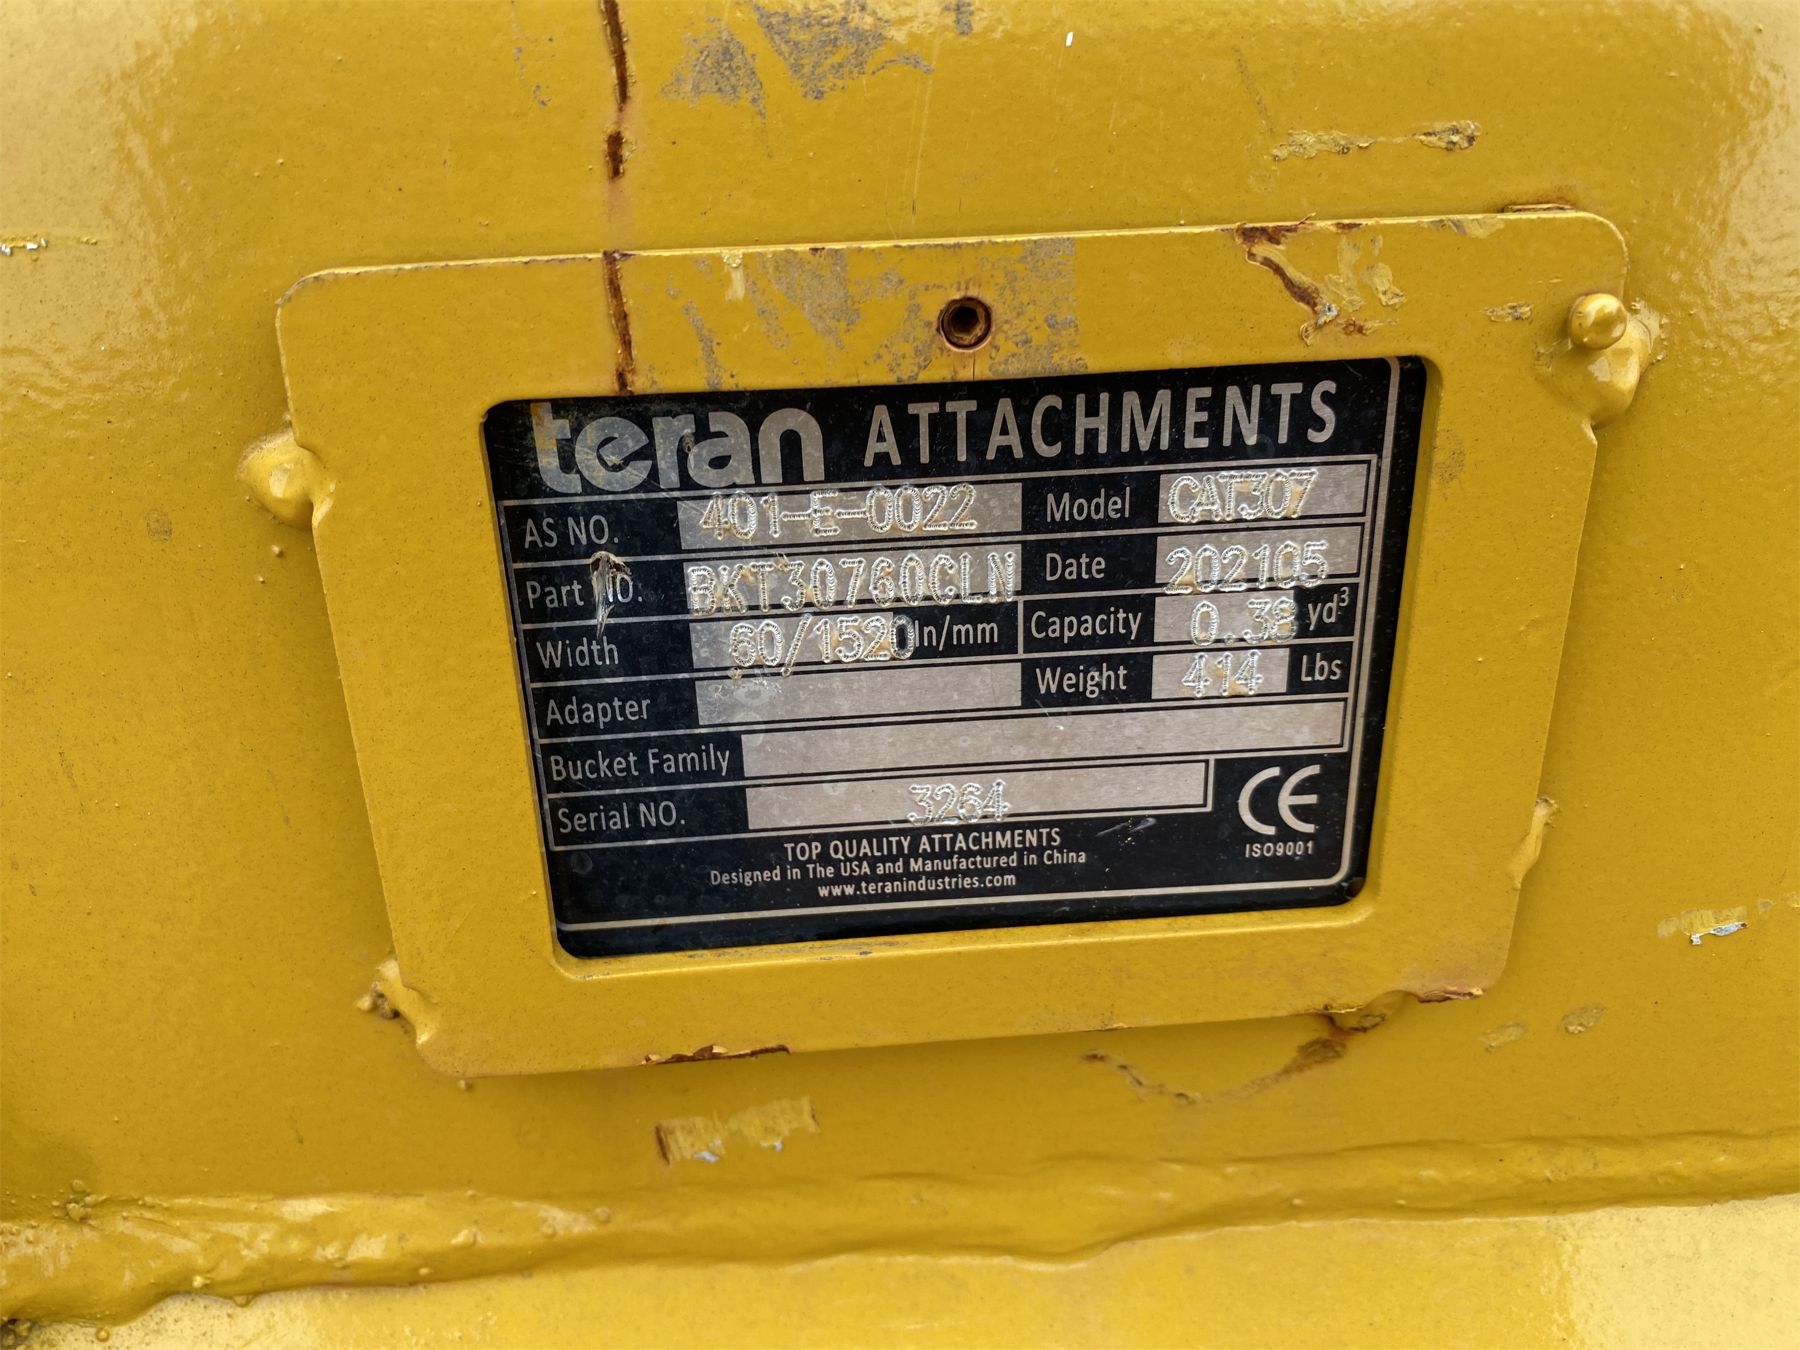 teran ATTACHMENTS
AS NO. 401-E-0022 Model CAT307
Part NO. BKT30760CLN Date 202105
Width 60/1520 In/mm Capacity 0.38 yd³
Adapter Weight 414 Lbs
Bucket Family
Serial NO. 3264
CE
ISO9001
TOP QUALITY ATTACHMENTS
Designed in The USA and Manufactured in China
www.teranindustries.com